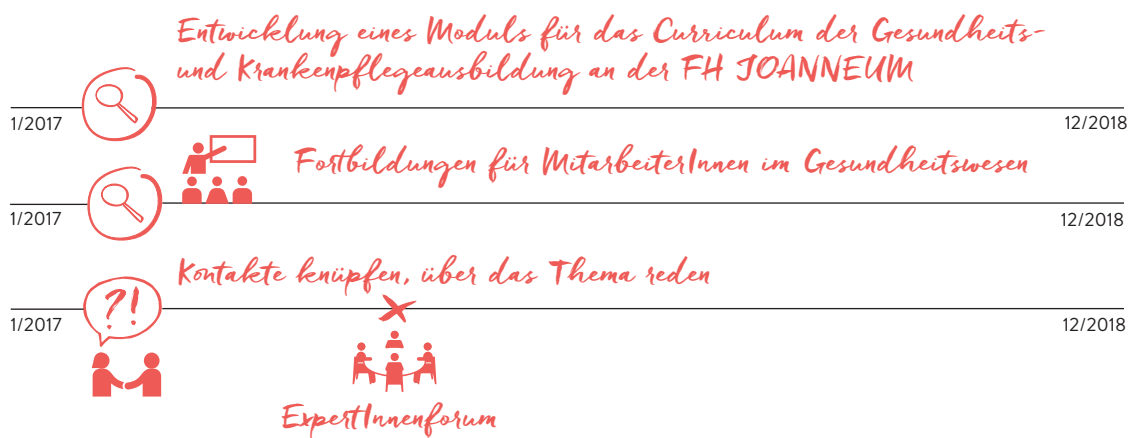 Entwicklung eines Moduls für das Curriculum der Gesundheits-
und Krankenpflegeausbildung an der FH JOANNEUM
1/2017
12/2018
Fortbildungen für MitarbeiterInnen im Gesundheitswesen
1/2017
12/2018
Kontakte knüpfen, über das Thema reden
?!
1/2017
12/2018
ExpertInnenforum